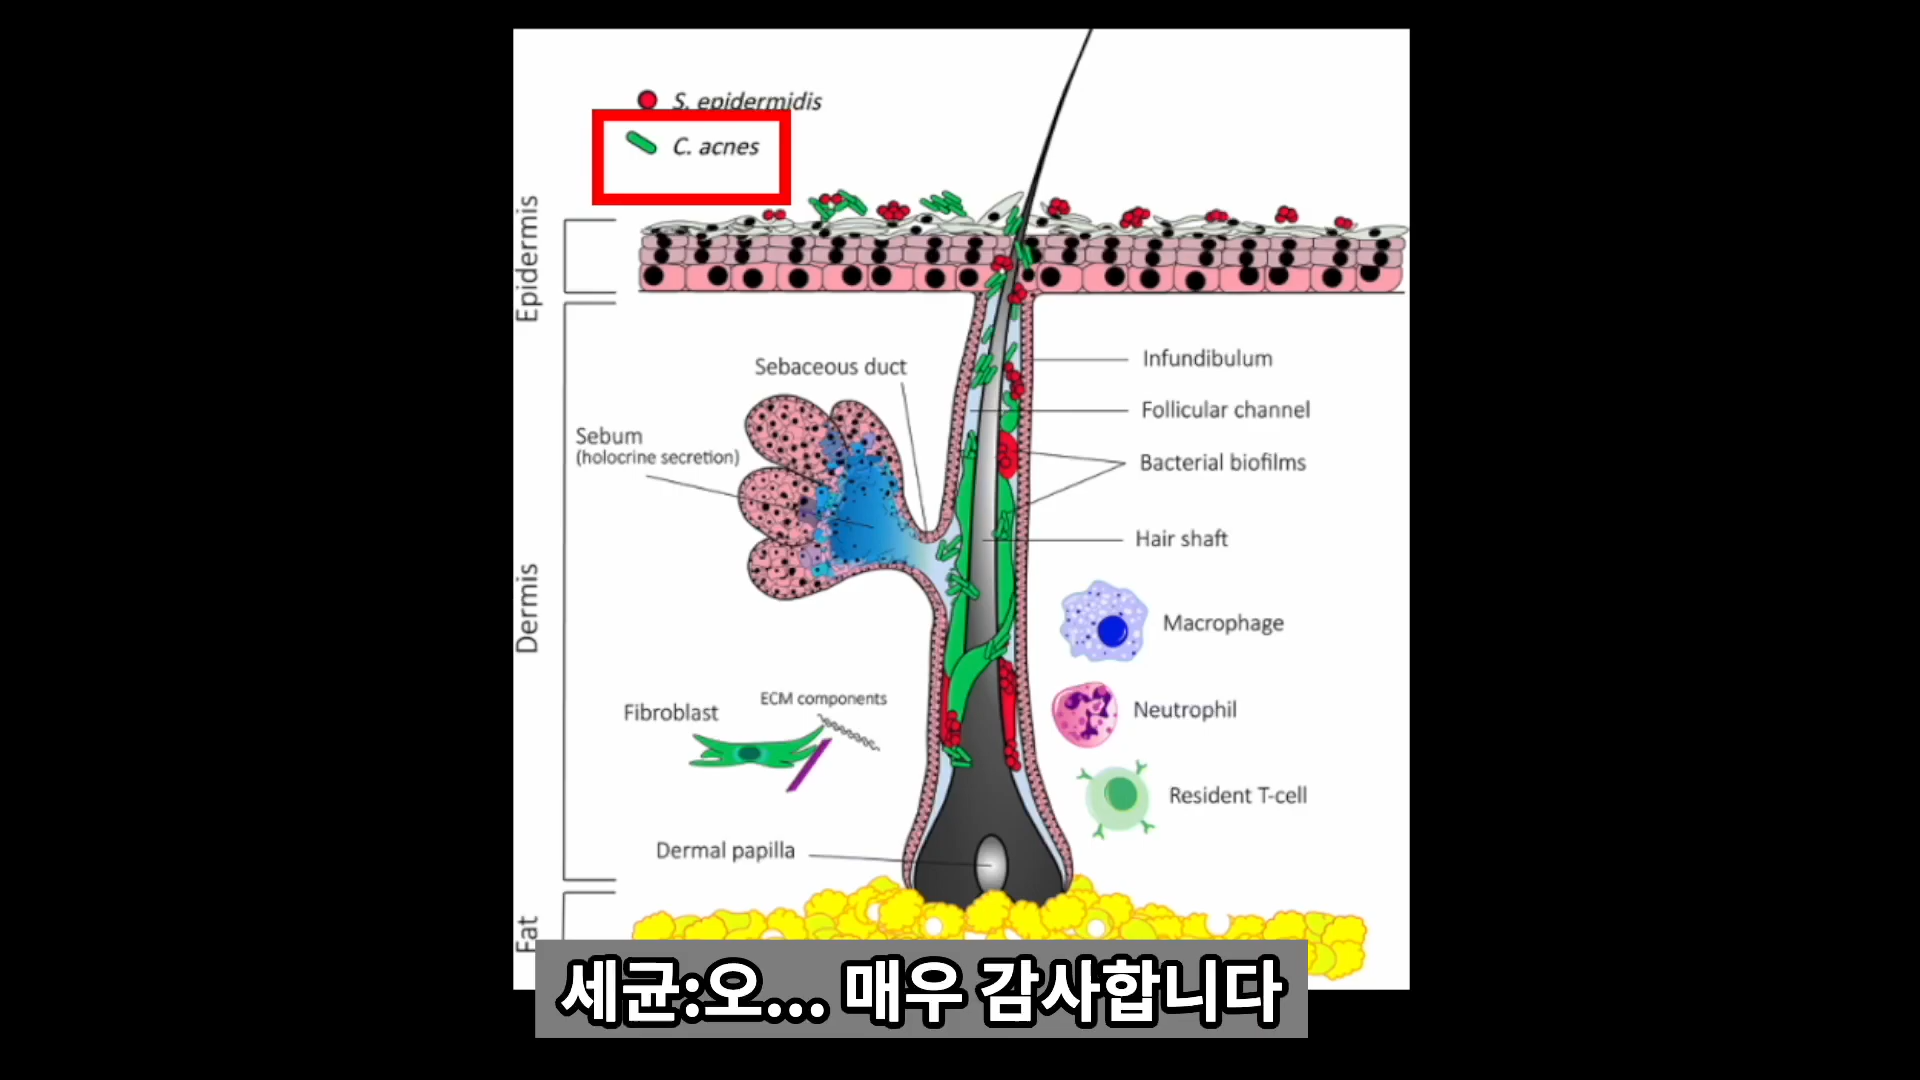 S. epidermidis
C. acnes
Epidermis
Sebaceous duct
Infundibulum
Follicular channel
Sebum
(holocrine secretion)
Bacterial biofilms
Hair shaft
Dermis
Macrophage
ECM components
Fibroblast
Neutrophil
Resident T-cell
Dermal papilla
Fat
세균:오... 매우 감사합니다